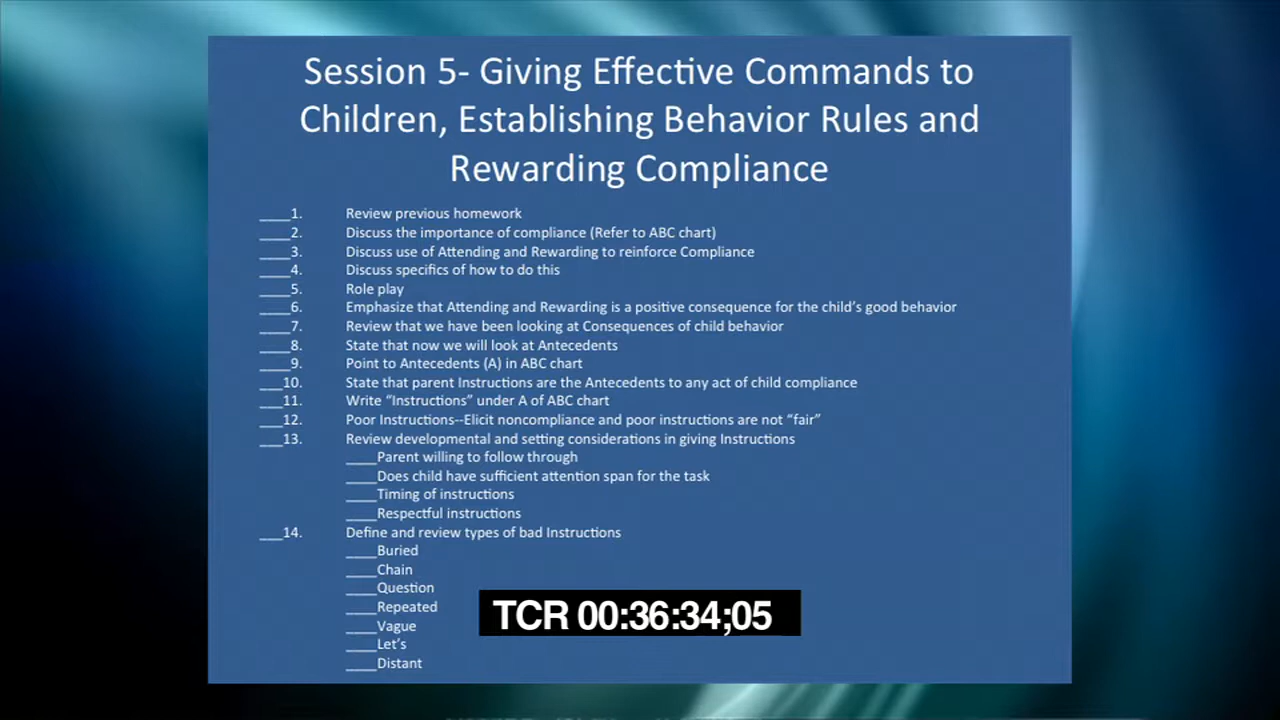 Session 5- Giving Effective Commands to
Children, Establishing Behavior Rules and
Rewarding Compliance
____1. Review previous homework
____2. Discuss the importance of compliance (Refer to ABC chart)
____3. Discuss use of Attending and Rewarding to reinforce Compliance
____4. Discuss specifics of how to do this
____5. Role play
____6. Emphasize that Attending and Rewarding is a positive consequence for the child's good behavior
____7. Review that we have been looking at Consequences of child behavior
____8. State that now we will look at Antecedents
____9. Point to Antecedents (A) in ABC chart
___10. State that parent Instructions are the Antecedents to any act of child compliance
___11. Write “Instructions” under A of ABC chart
___12. Poor Instructions--Elicit noncompliance and poor instructions are not “fair”
___13. Review developmental and setting considerations in giving Instructions
____Parent willing to follow through
____Does child have sufficient attention span for the task
____Timing of instructions
____Respectful instructions
___14. Define and review types of bad Instructions
____Buried
____Chain
____Question
____Repeated
____Vague
____Let's
____Distant
TCR 00:36:34;05